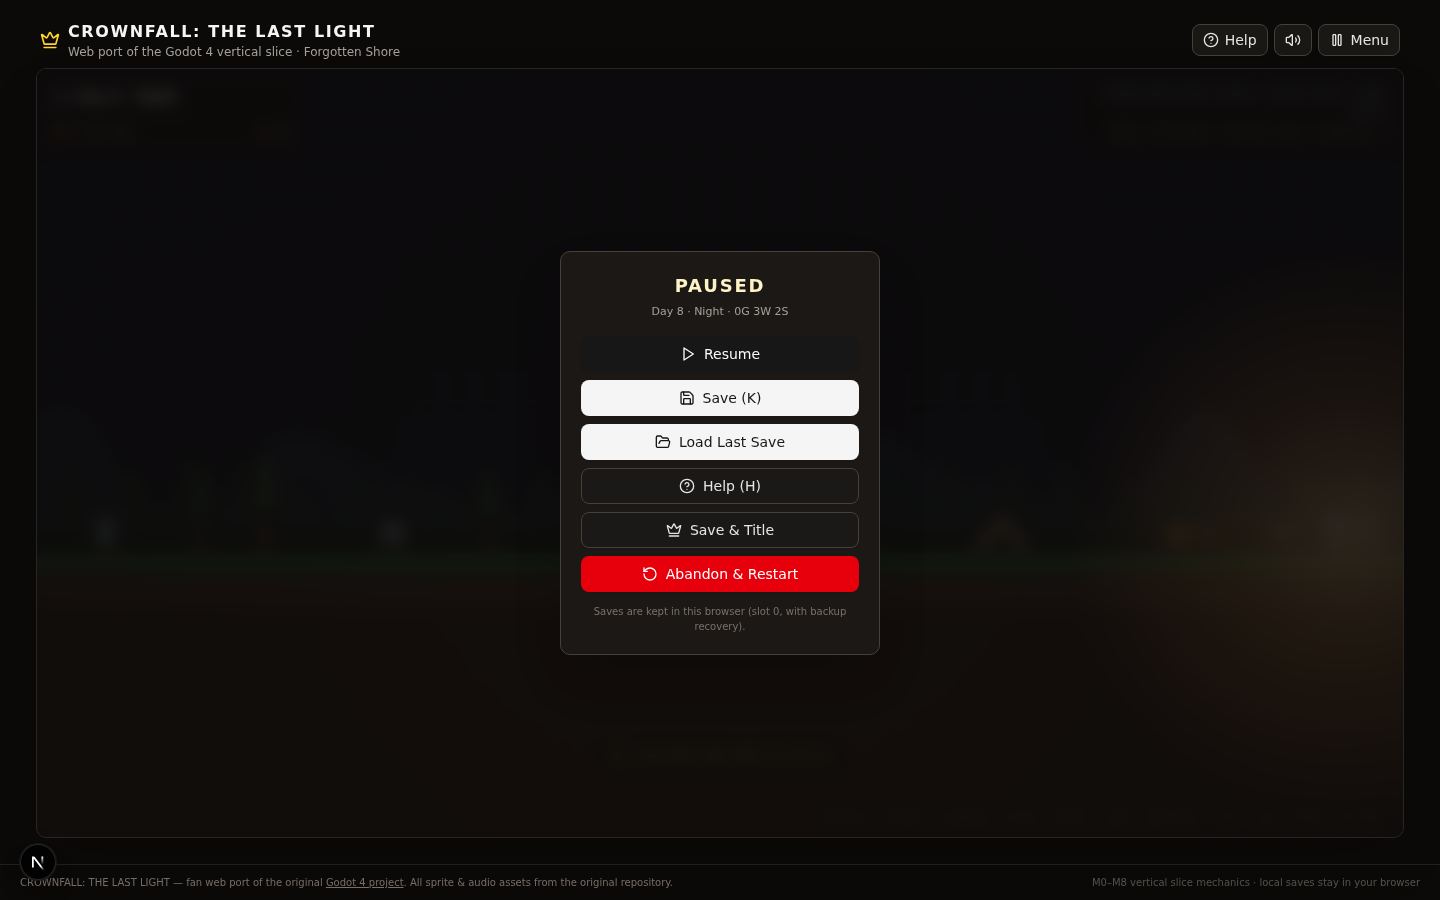 CROWNFALL: THE LAST LIGHT
Web port of the Godot 4 vertical slice · Forgotten Shore
Help
Menu
PAUSED
Day 8 · Night · 0G 3W 2S
Resume
Save (K)
Load Last Save
Help (H)
Save & Title
Abandon & Restart
Saves are kept in this browser (slot 0, with backup
recovery).
N
CROWNFALL: THE LAST LIGHT — fan web port of the original Godot 4 project. All sprite & audio assets from the original repository.
M0–M8 vertical slice mechanics · local saves stay in your browser